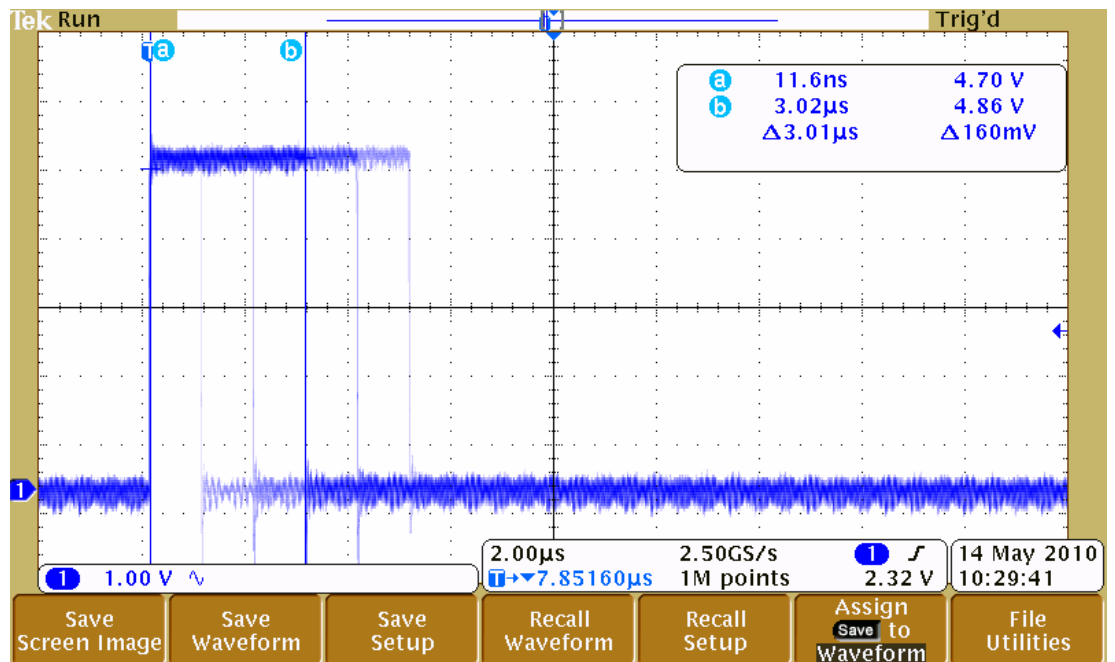 Tek Run Trig'd
T a b
a 11.6ns 4.70 V
b 3.02µs 4.86 V
Δ3.01µs Δ160mV
1
1 1.00 V
2.00µs 2.50GS/s 1
T→▼7.85160µs 1M points 2.32 V
14 May 2010
10:29:41
Save
Screen Image
Save
Waveform
Save
Setup
Recall
Waveform
Recall
Setup
Assign
Save to
Waveform
File
Utilities